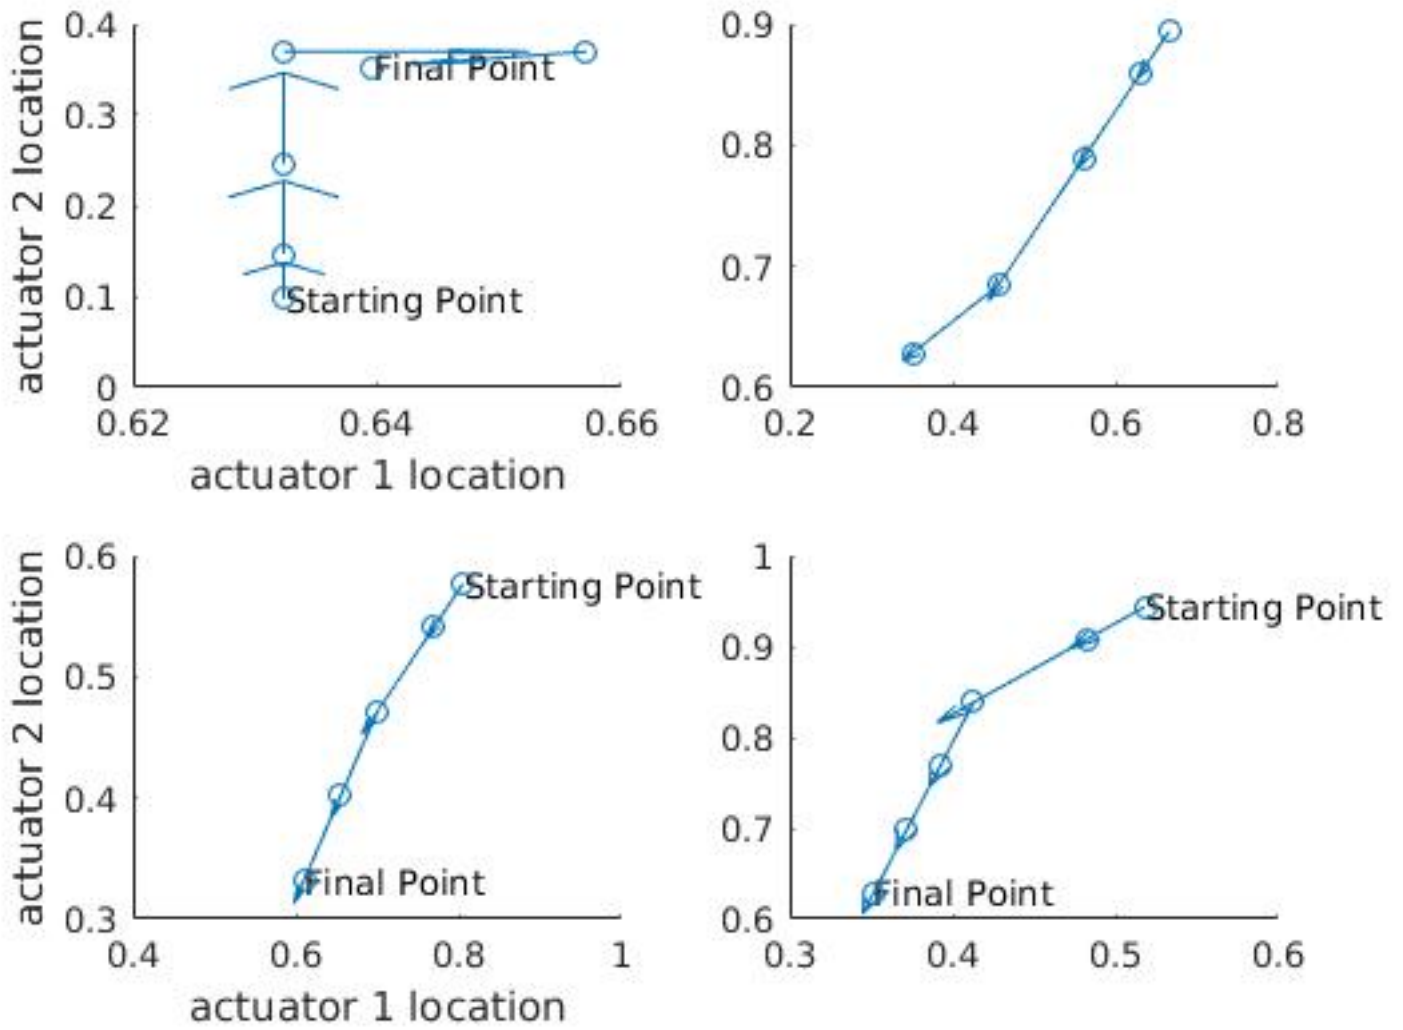 0.4
0.3
0.2
0.1
0
actuator 2 location
Final Point
Starting Point
0.62 0.64 0.66
actuator 1 location
0.9
0.8
0.7
0.6
0.2 0.4 0.6 0.8
0.6
0.5
0.4
0.3
actuator 2 location
Starting Point
Final Point
0.4 0.6 0.8 1
actuator 1 location
1
0.9
0.8
0.7
0.6
Starting Point
Final Point
0.3 0.4 0.5 0.6